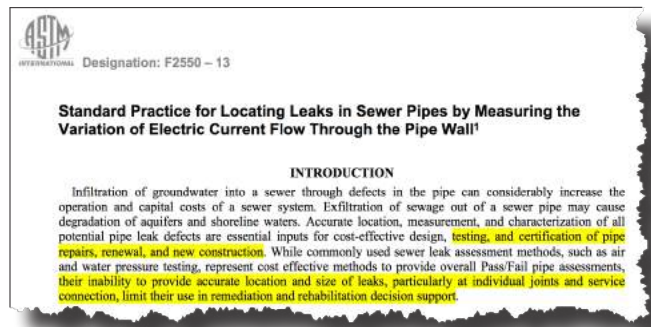 ASTM
INTERNATIONAL
Designation: F2550 – 13
Standard Practice for Locating Leaks in Sewer Pipes by Measuring the
Variation of Electric Current Flow Through the Pipe Wall¹
INTRODUCTION
Infiltration of groundwater into a sewer through defects in the pipe can considerably increase the
operation and capital costs of a sewer system. Exfiltration of sewage out of a sewer pipe may cause
degradation of aquifers and shoreline waters. Accurate location, measurement, and characterization of all
potential pipe leak defects are essential inputs for cost-effective design, testing, and certification of pipe
repairs, renewal, and new construction. While commonly used sewer leak assessment methods, such as air
and water pressure testing, represent cost effective methods to provide overall Pass/Fail pipe assessments,
their inability to provide accurate location and size of leaks, particularly at individual joints and service
connection, limit their use in remediation and rehabilitation decision support.